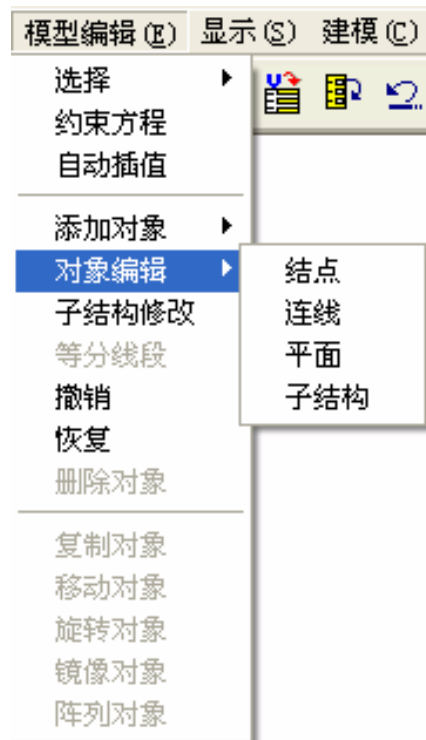 模型编辑(E) 显示(S) 建模(C)
选择
约束方程
自动插值
添加对象
对象编辑
结点
连线
平面
子结构
子结构修改
等分线段
撤销
恢复
删除对象
复制对象
移动对象
旋转对象
镜像对象
阵列对象